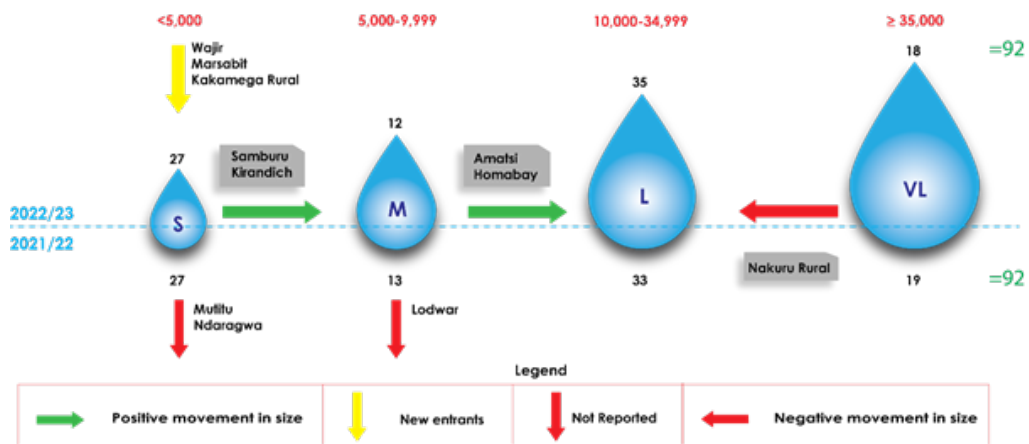 <5,000
5,000-9,999
10,000-34,999
≥ 35,000
Wajir
Marsabit
Kakamega Rural
18
=92
35
12
27
Samburu
Kirandich
Amatsi
Homabay
S
M
L
VL
2022/23
2021/22
Nakuru Rural
27
13
33
19
=92
Mutitu
Ndaragwa
Lodwar
Legend
Positive movement in size
New entrants
Not Reported
Negative movement in size